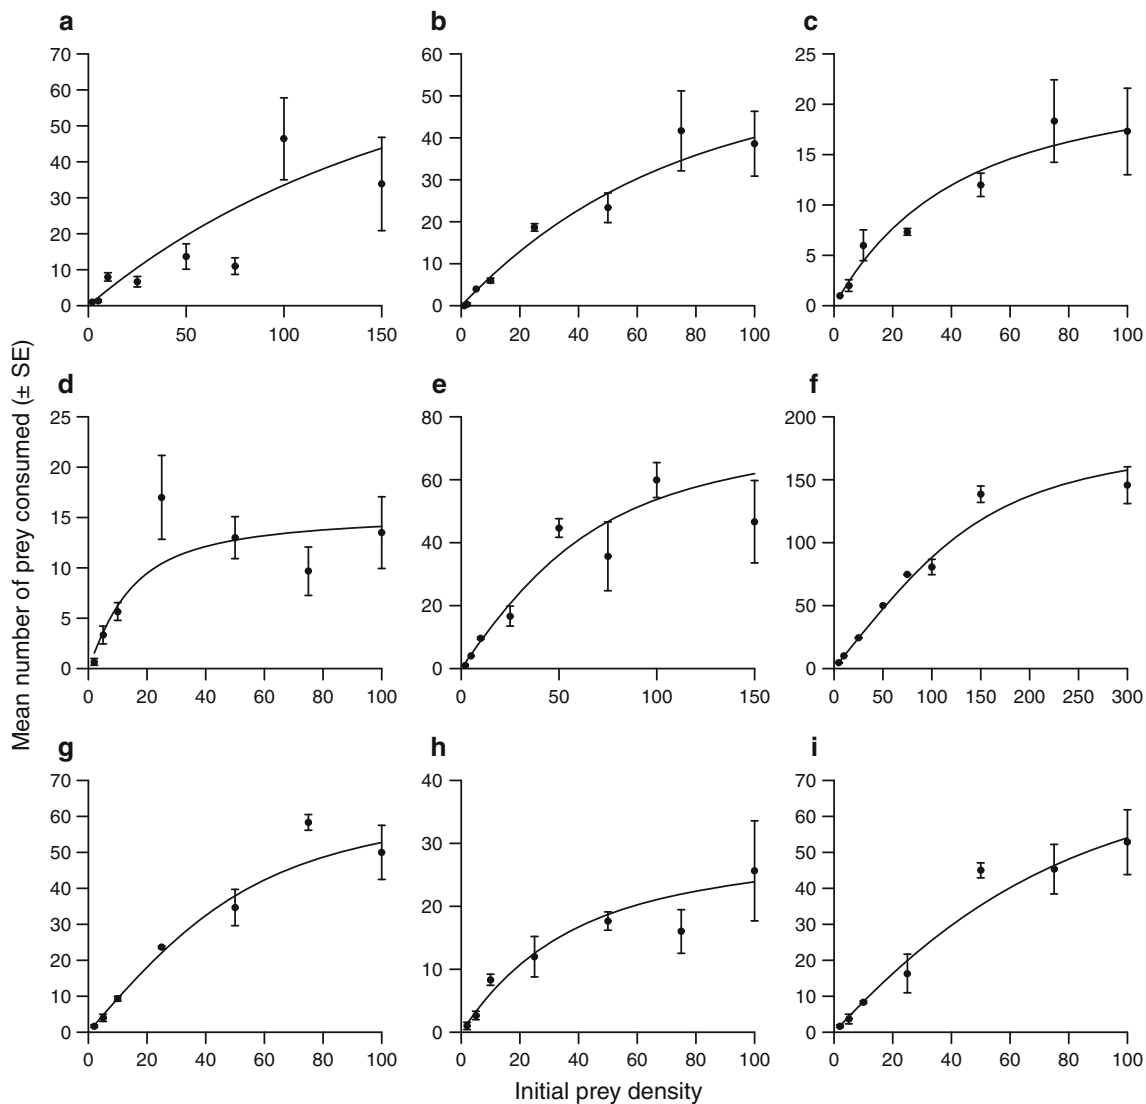 a b c
70 60 50 40 30 20 10 0
0 50 100 150
60 50 40 30 20 10 0
0 20 40 60 80 100
25 20 15 10 5 0
0 20 40 60 80 100
Mean number of prey consumed (± SE)
d e f
25 20 15 10 5 0
0 20 40 60 80 100
80 60 40 20 0
0 50 100 150
200 150 100 50 0
0 50 100 150 200 250 300
g h i
70 60 50 40 30 20 10 0
0 20 40 60 80 100
40 30 20 10 0
0 20 40 60 80 100
70 60 50 40 30 20 10 0
0 20 40 60 80 100
Initial prey density